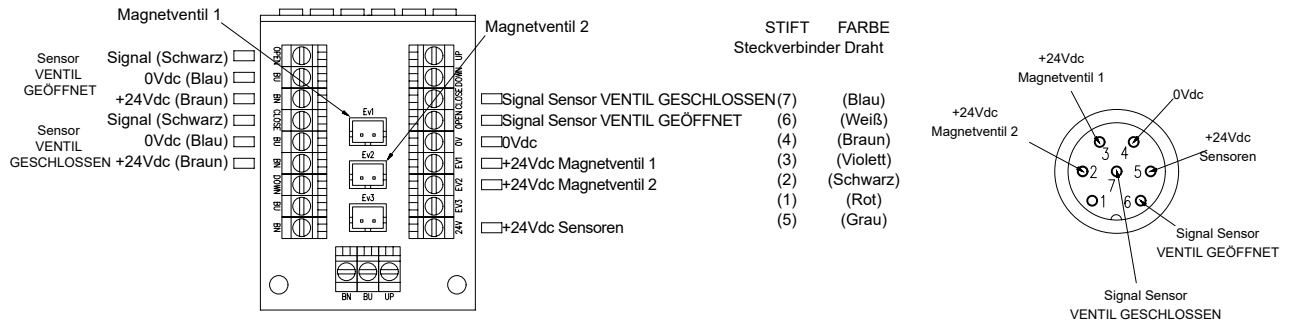 Magnetventil 1
Magnetventil 2
Sensor
VENTIL
GEÖFFNET
Signal (Schwarz)
0Vdc (Blau)
+24Vdc (Braun)
Sensor
VENTIL
GESCHLOSSEN
Signal (Schwarz)
0Vdc (Blau)
+24Vdc (Braun)
OPEN
BU
BN
CLOSE
BU
BN
DOWN
BU
BN
Ev1
Ev2
Ev3
UP
DOWN
CLOSE
OPEN
0V
EV1
EV2
EV3
24V
BN BU UP
STIFT FARBE
Steckverbinder Draht
Signal Sensor VENTIL GESCHLOSSEN (7) (Blau)
Signal Sensor VENTIL GEÖFFNET (6) (Weiß)
0Vdc (4) (Braun)
+24Vdc Magnetventil 1 (3) (Violett)
+24Vdc Magnetventil 2 (2) (Schwarz)
(1) (Rot)
+24Vdc Sensoren (5) (Grau)
+24Vdc
Magnetventil 1
0Vdc
+24Vdc
Magnetventil 2
+24Vdc
Sensoren
3 4
2 7 5
1 6
Signal Sensor
VENTIL GEÖFFNET
Signal Sensor
VENTIL GESCHLOSSEN